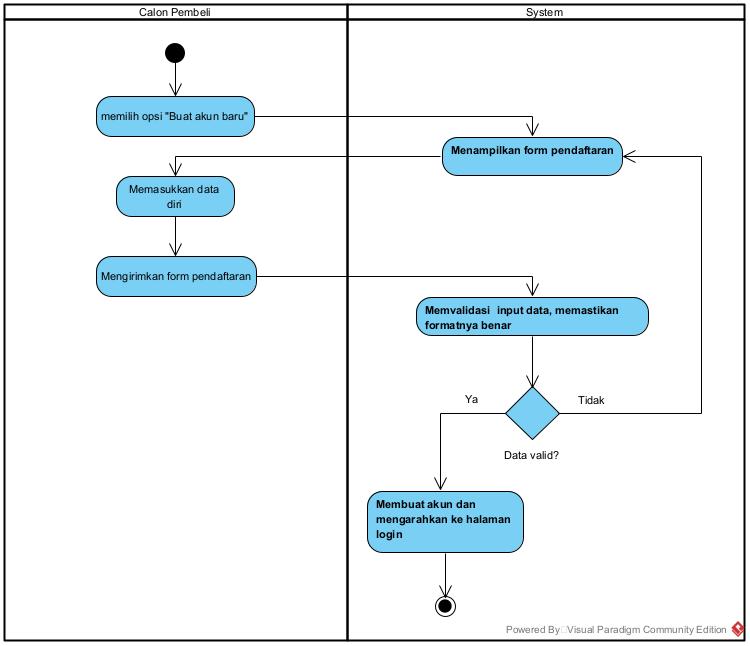 Calon Pembeli
System
memilih opsi "Buat akun baru"
Menampilkan form pendaftaran
Memasukkan data
diri
Mengirimkan form pendaftaran
Memvalidasi input data, memastikan
formatnya benar
Ya
Tidak
Data valid?
Membuat akun dan
mengarahkan ke halaman
login
Powered By Visual Paradigm Community Edition